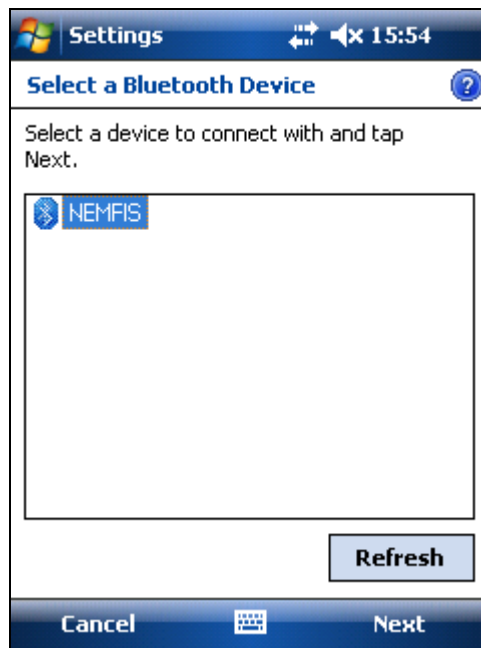 Settings 15:54
Select a Bluetooth Device ?
Select a device to connect with and tap
Next.
NEMFIS
Refresh
Cancel Next